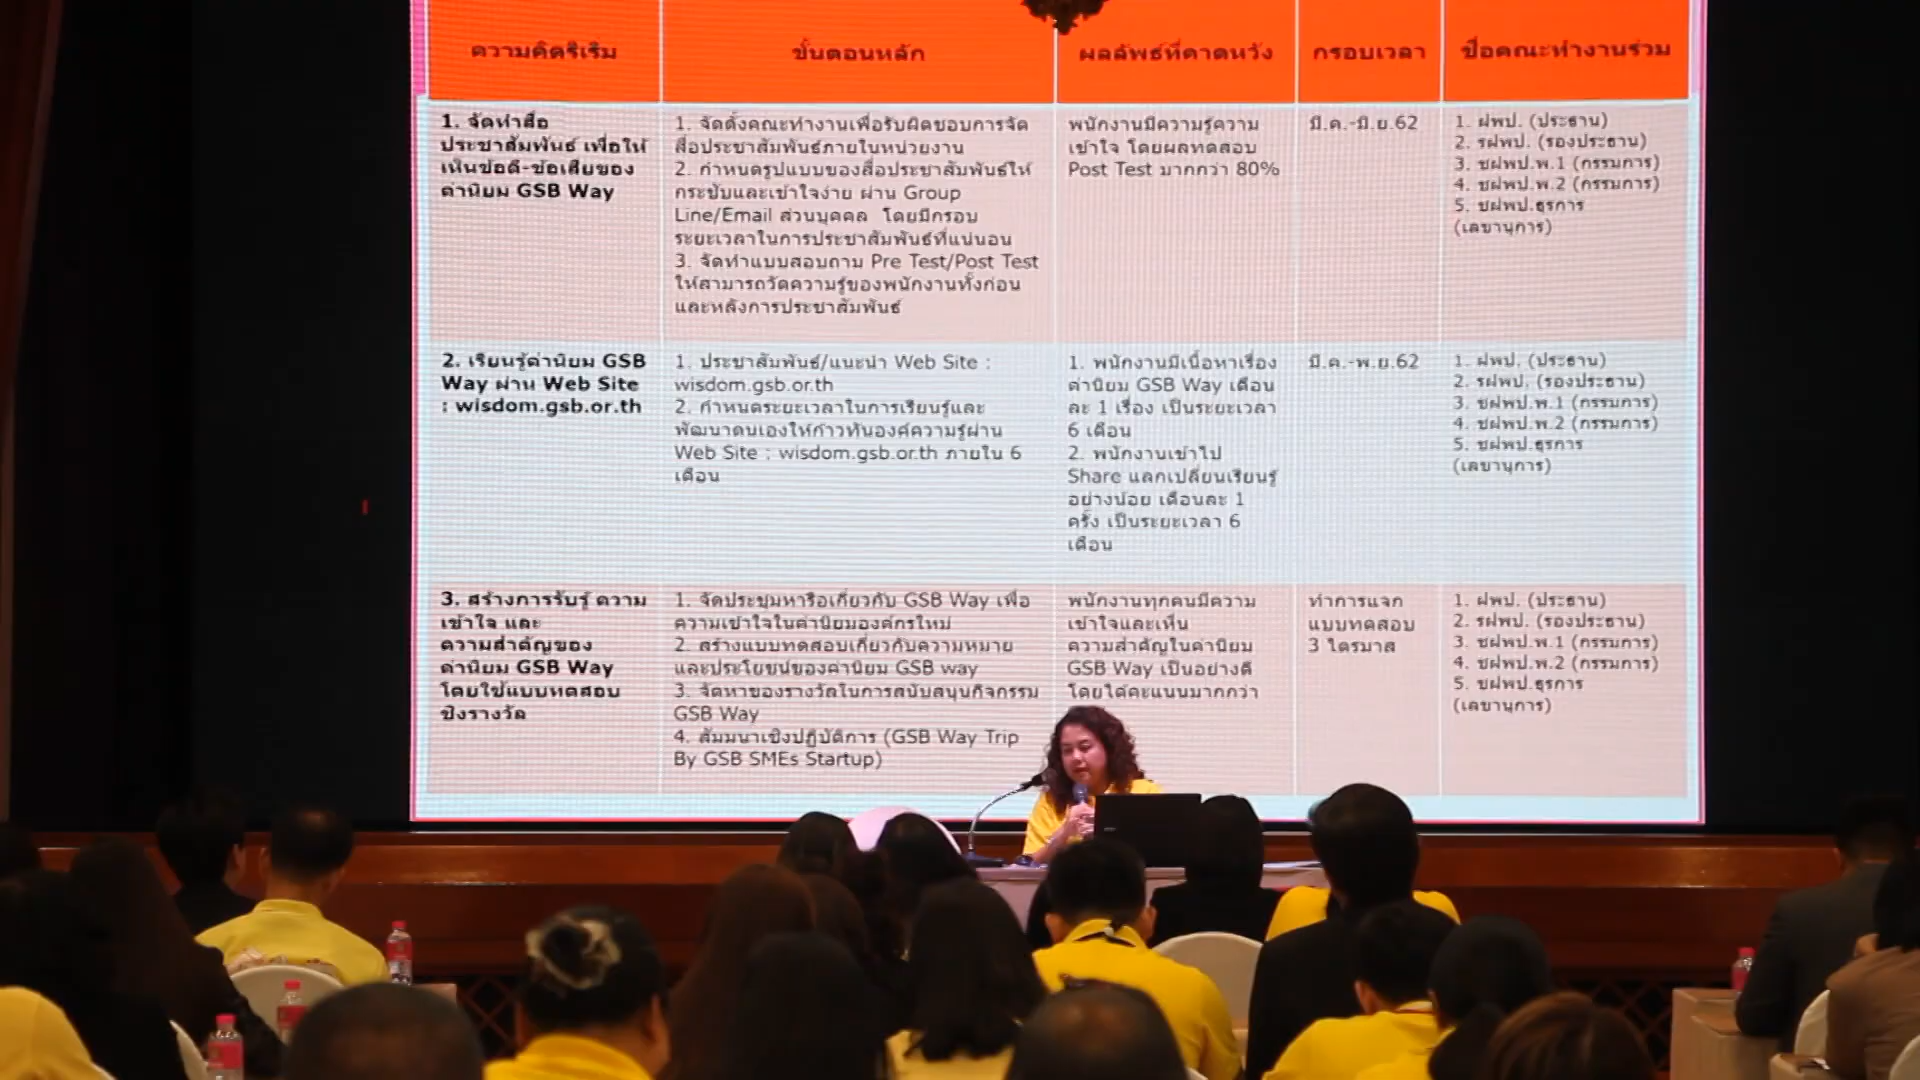 ความคิดริเริ่ม
ขั้นตอนหลัก
ผลลัพธ์ที่คาดหวัง
กรอบเวลา
ชื่อคณะทำงานร่วม
1. จัดทำสื่อ
ประชาสัมพันธ์ เพื่อให้
เห็นข้อดี-ข้อเสียของ
ค่านิยม GSB Way
1. จัดตั้งคณะทำงานเพื่อรับผิดชอบการจัด
สื่อประชาสัมพันธ์ภายในหน่วยงาน
2. กำหนดรูปแบบของสื่อประชาสัมพันธ์ให้
กระชับและเข้าใจง่าย ผ่าน Group
Line/Email ส่วนบุคคล โดยมีกรอบ
ระยะเวลาในการประชาสัมพันธ์ที่แน่นอน
3. จัดทำแบบสอบถาม Pre Test/Post Test
ให้สามารถวัดความรู้ของพนักงานทั้งก่อน
และหลังการประชาสัมพันธ์
พนักงานมีความรู้ความ
เข้าใจ โดยผลทดสอบ
Post Test มากกว่า 80%
มี.ค.-มิ.ย.62
1. ฝพป. (ประธาน)
2. รฝพป. (รองประธาน)
3. ชฝพป.พ.1 (กรรมการ)
4. ชฝพป.พ.2 (กรรมการ)
5. ชฝพป.ธุรการ
(เลขานุการ)
2. เรียนรู้ค่านิยม GSB
Way ผ่าน Web Site
: wisdom.gsb.or.th
1. ประชาสัมพันธ์/แนะนำ Web Site :
wisdom.gsb.or.th
2. กำหนดระยะเวลาในการเรียนรู้และ
พัฒนาตนเองให้ก้าวทันองค์ความรู้ผ่าน
Web Site : wisdom.gsb.or.th ภายใน 6
เดือน
1. พนักงานมีเนื้อหาเรื่อง
ค่านิยม GSB Way เดือน
ละ 1 เรื่อง เป็นระยะเวลา
6 เดือน
2. พนักงานเข้าไป
Share แลกเปลี่ยนเรียนรู้
อย่างน้อย เดือนละ 1
ครั้ง เป็นระยะเวลา 6
เดือน
มี.ค.-พ.ย.62
1. ฝพป. (ประธาน)
2. รฝพป. (รองประธาน)
3. ชฝพป.พ.1 (กรรมการ)
4. ชฝพป.พ.2 (กรรมการ)
5. ชฝพป.ธุรการ
(เลขานุการ)
3. สร้างการรับรู้ ความ
เข้าใจ และ
ความสำคัญของ
ค่านิยม GSB Way
โดยใช้แบบทดสอบ
ชิงรางวัล
1. จัดประชุมหารือเกี่ยวกับ GSB Way เพื่อ
ความเข้าใจในค่านิยมองค์กรใหม่
2. สร้างแบบทดสอบเกี่ยวกับความหมาย
และประโยชน์ของค่านิยม GSB way
3. จัดหาของรางวัลในการสนับสนุนกิจกรรม
GSB Way
4. สัมมนาเชิงปฏิบัติการ (GSB Way Trip
By GSB SMEs Startup)
พนักงานทุกคนมีความ
เข้าใจและเห็น
ความสำคัญในค่านิยม
GSB Way เป็นอย่างดี
โดยได้คะแนนมากกว่า
ทำการแจก
แบบทดสอบ
3 ไตรมาส
1. ฝพป. (ประธาน)
2. รฝพป. (รองประธาน)
3. ชฝพป.พ.1 (กรรมการ)
4. ชฝพป.พ.2 (กรรมการ)
5. ชฝพป.ธุรการ
(เลขานุการ)